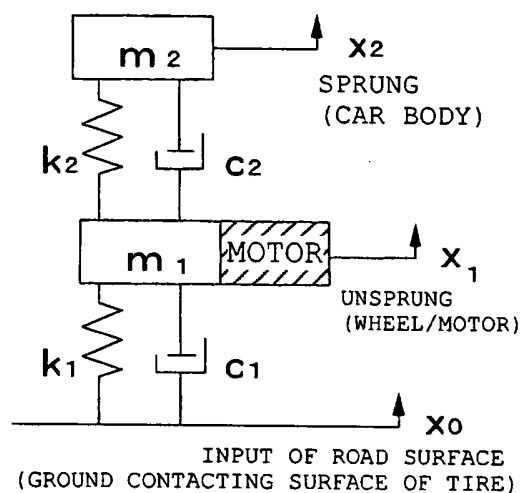 m2
x2
SPRUNG
(CAR BODY)
k2
c2
m1
MOTOR
x1
UNSPRUNG
(WHEEL/MOTOR)
k1
c1
x0
INPUT OF ROAD SURFACE
(GROUND CONTACTING SURFACE OF TIRE)